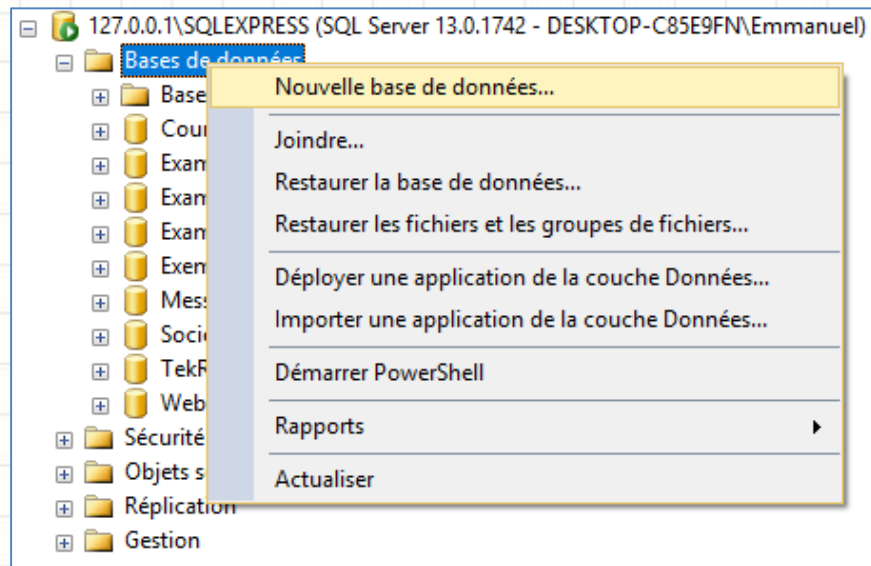 127.0.0.1\SQLEXPRESS (SQL Server 13.0.1742 - DESKTOP-C85E9FN\Emmanuel)
Bases de données
Nouvelle base de données...
Joindre...
Restaurer la base de données...
Restaurer les fichiers et les groupes de fichiers...
Déployer une application de la couche Données...
Importer une application de la couche Données...
Démarrer PowerShell
Rapports
Actualiser
Base
Cour
Exam
Exam
Exam
Exem
Mess
Socié
TekR
Web
Sécurité
Objets s
Réplication
Gestion